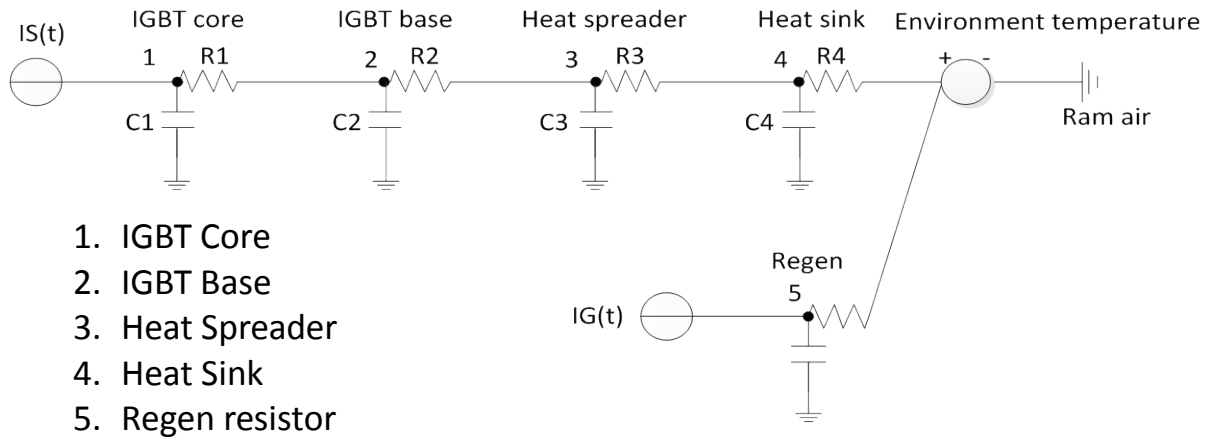 IGBT core IGBT base Heat spreader Heat sink Environment temperature
IS(t)
1 R1 2 R2 3 R3 4 R4 + -
C1 C2 C3 C4 Ram air
1. IGBT Core
2. IGBT Base
3. Heat Spreader
4. Heat Sink
5. Regen resistor
Regen
5
IG(t)